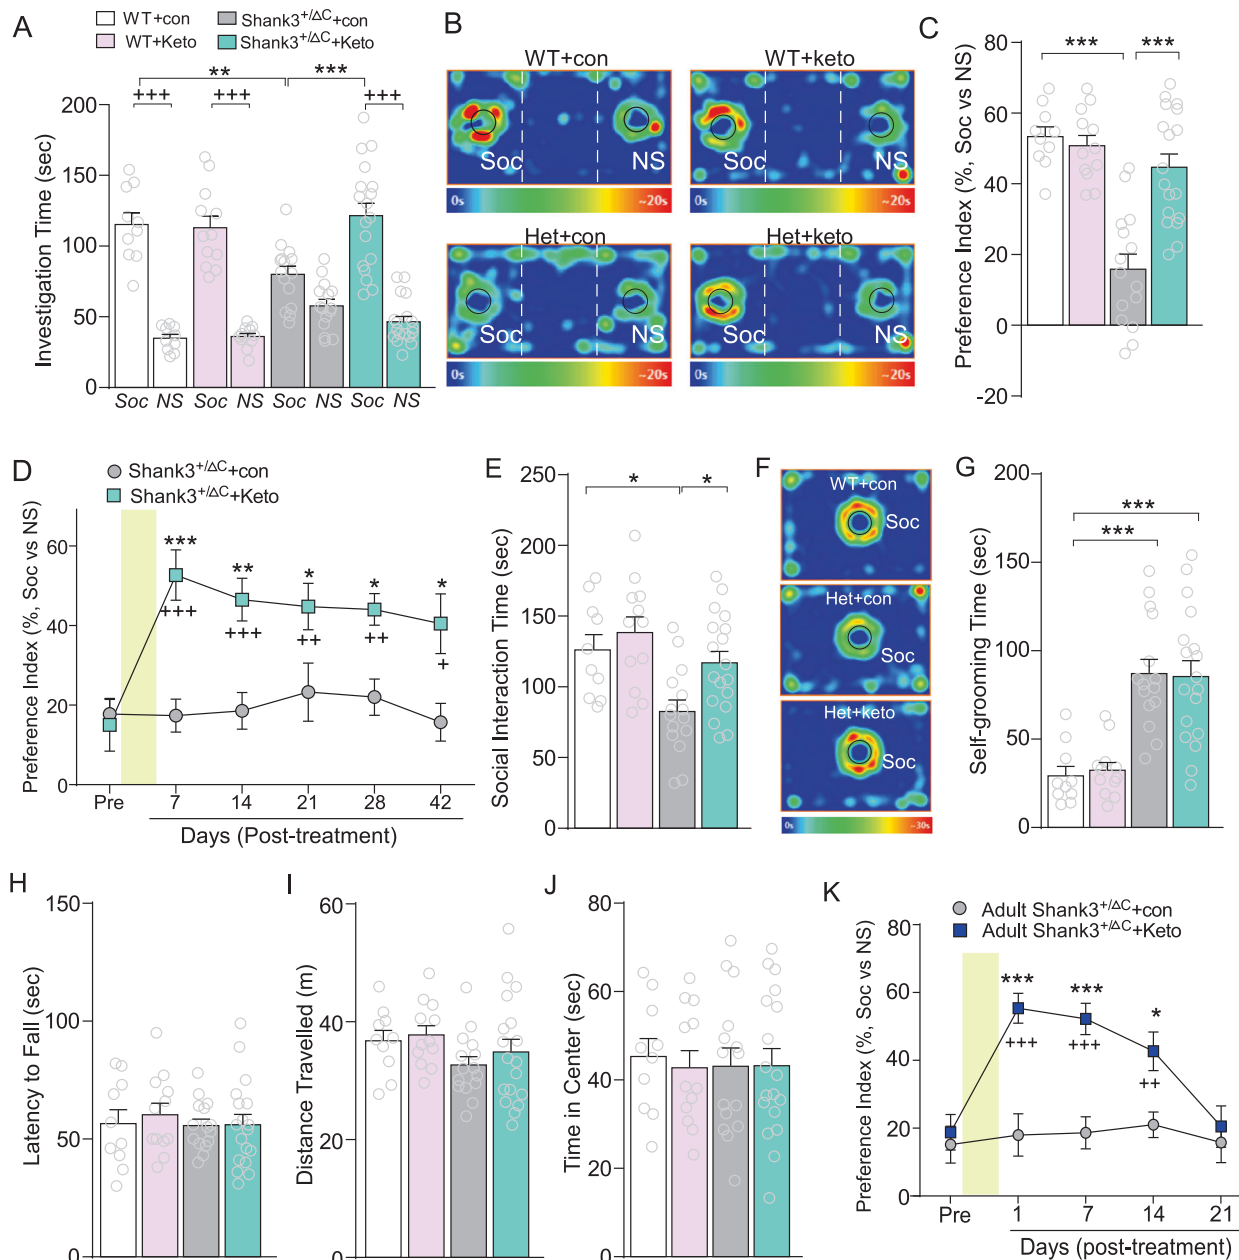 A
WT+con
Shank3+/ΔC+con
WT+Keto
Shank3+/ΔC+Keto
** ***
+++ +++ +++
Investigation Time (sec)
200
150
100
50
0
Soc NS Soc NS Soc NS Soc NS
B
WT+con WT+keto
Soc NS Soc NS
0s ~20s 0s ~20s
Het+con Het+keto
Soc NS Soc NS
0s ~20s 0s ~20s
C
*** ***
Preference Index (%, Soc vs NS)
80
60
40
20
0
-20
D
Shank3+/ΔC+con
Shank3+/ΔC+Keto
Preference Index (%, Soc vs NS)
60
40
20
0
*** ** * * *
+++ +++ ++ ++ +
Pre 7 14 21 28 42
Days (Post-treatment)
E
* *
Social Interaction Time (sec)
250
200
150
100
50
0
F
WT+con
Soc
Het+con
Soc
Het+keto
Soc
0s ~30s
G
***
***
Self-grooming Time (sec)
200
150
100
50
0
H
Latency to Fall (sec)
150
100
50
0
I
Distance Travelled (m)
60
40
20
0
J
Time in Center (sec)
80
60
40
20
0
K
Adult Shank3+/ΔC+con
Adult Shank3+/ΔC+Keto
Preference Index (%, Soc vs NS)
80
60
40
20
0
*** *** *
+++ +++ ++
Pre 1 7 14 21
Days (post-treatment)